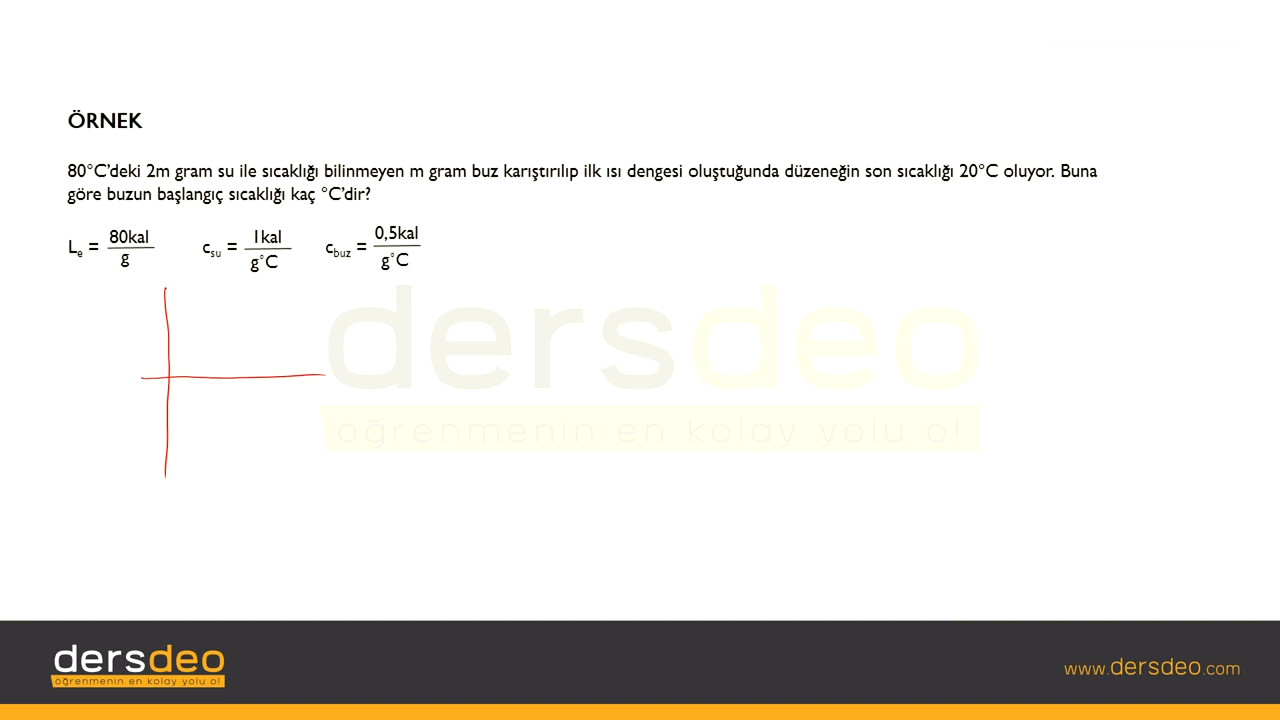 ÖRNEK
80°C'deki 2m gram su ile sıcaklığı bilinmeyen m gram buz karıştırılıp ilk ısı dengesi oluştuğunda düzeneğin son sıcaklığı 20°C oluyor. Buna
göre buzun başlangıç sıcaklığı kaç °C'dir?
Le = 80kal/g csu = 1kal/g°C cbuz = 0,5kal/g°C
dersdeo
öğrenmenin en kolay yolu o!
dersdeo
öğrenmenin en kolay yolu o!
www.dersdeo.com